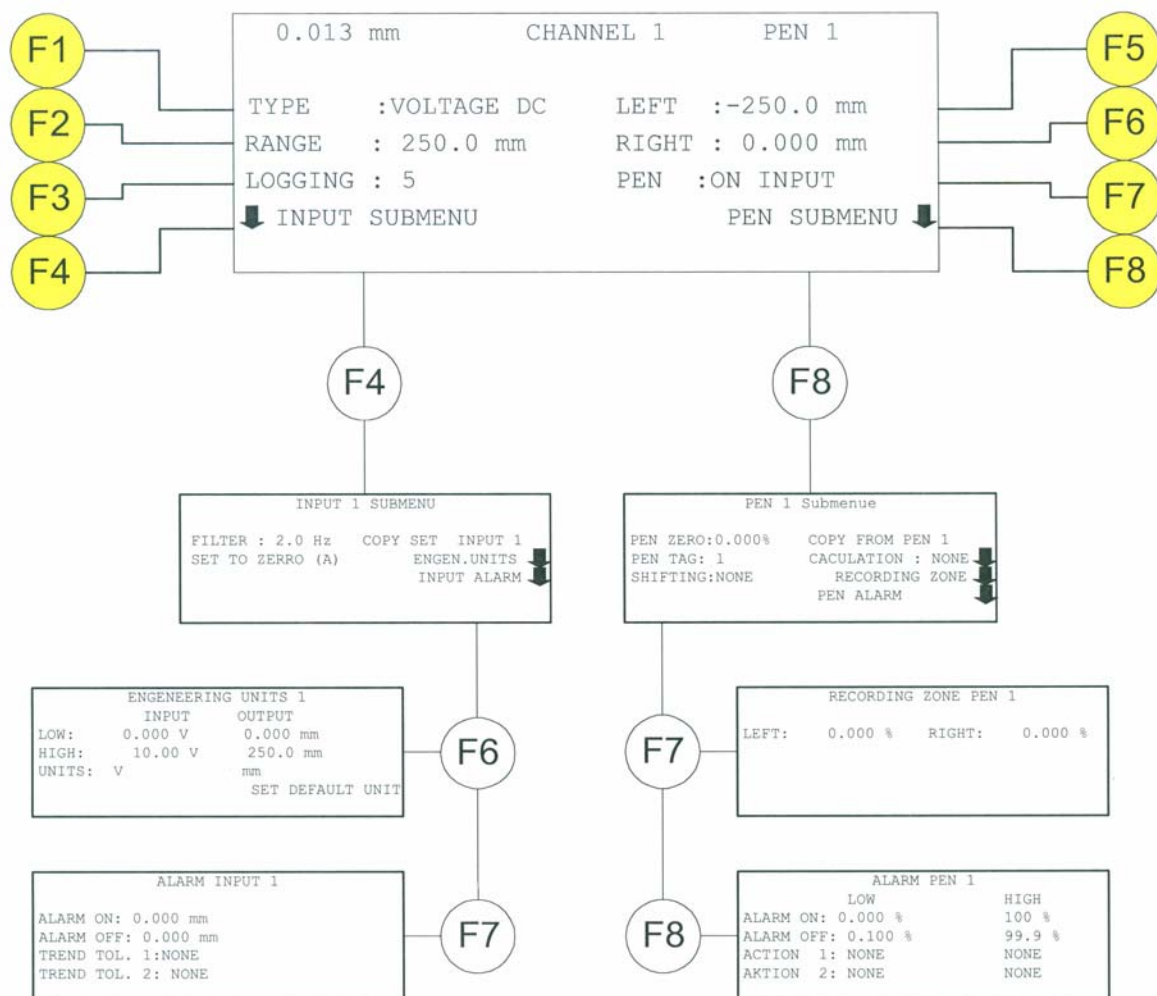 0.013 mm CHANNEL 1 PEN 1
F1
F2
F3
F4
TYPE :VOLTAGE DC LEFT :-250.0 mm
RANGE : 250.0 mm RIGHT : 0.000 mm
LOGGING : 5 PEN :ON INPUT
INPUT SUBMENU PEN SUBMENU
F5
F6
F7
F8
F4
F8
INPUT 1 SUBMENU
FILTER : 2.0 Hz COPY SET INPUT 1
SET TO ZERRO (A) ENGEN.UNITS
INPUT ALARM
PEN 1 Submenue
PEN ZERO:0.000% COPY FROM PEN 1
PEN TAG: 1 CACULATION : NONE
SHIFTING:NONE RECORDING ZONE
PEN ALARM
ENGENEERING UNITS 1
INPUT OUTPUT
LOW: 0.000 V 0.000 mm
HIGH: 10.00 V 250.0 mm
UNITS: V mm
SET DEFAULT UNIT
F6
F7
RECORDING ZONE PEN 1
LEFT: 0.000 % RIGHT: 0.000 %
ALARM INPUT 1
ALARM ON: 0.000 mm
ALARM OFF: 0.000 mm
TREND TOL. 1:NONE
TREND TOL. 2: NONE
F7
F8
ALARM PEN 1
LOW HIGH
ALARM ON: 0.000 % 100 %
ALARM OFF: 0.100 % 99.9 %
ACTION 1: NONE NONE
AKTION 2: NONE NONE